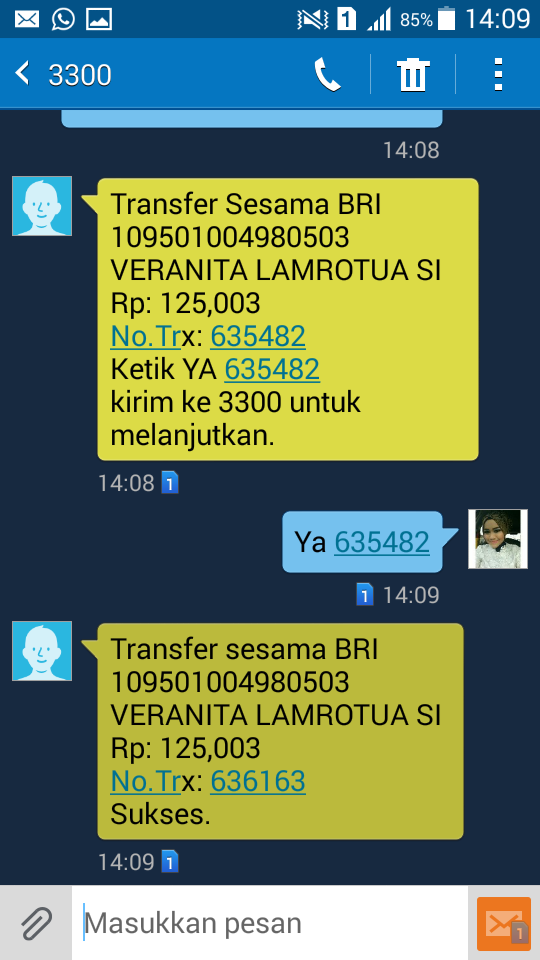 1
85%
14:09
3300
14:08
Transfer Sesama BRI
109501004980503
VERANITA LAMROTUA SI
Rp: 125,003
No.Trx: 635482
Ketik YA 635482
kirim ke 3300 untuk
melanjutkan.
14:08 1
Ya 635482
1 14:09
Transfer sesama BRI
109501004980503
VERANITA LAMROTUA SI
Rp: 125,003
No.Trx: 636163
Sukses.
14:09 1
Masukkan pesan
1